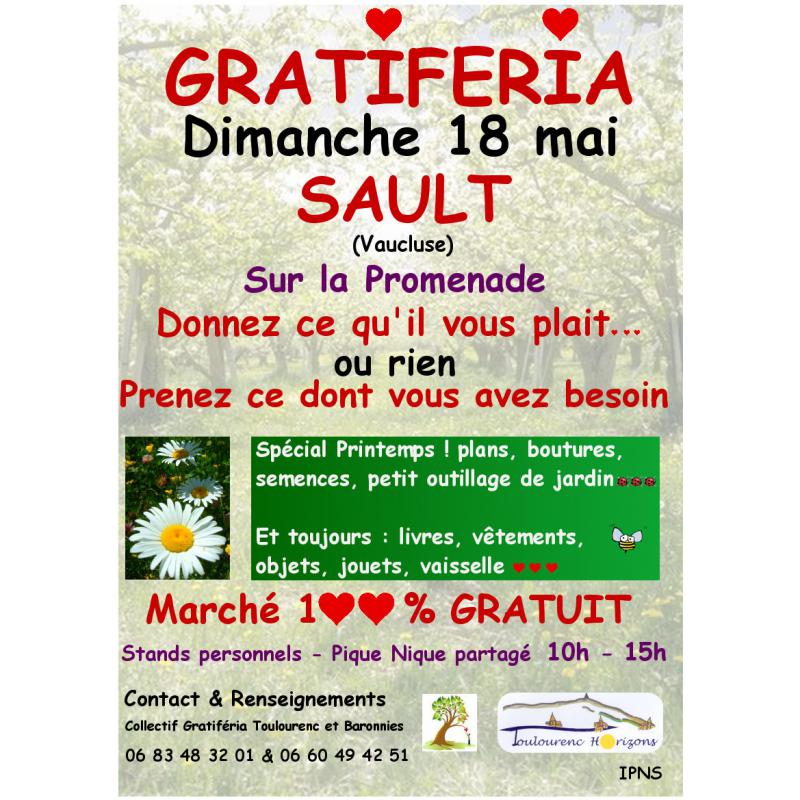 GRATIFERIA
Dimanche 18 mai
SAULT
(Vaucluse)
Sur la Promenade
Donnez ce qu'il vous plait...
ou rien
Prenez ce dont vous avez besoin
Spécial Printemps ! plans, boutures,
semences, petit outillage de jardin
Et toujours : livres, vêtements,
objets, jouets, vaisselle
Marché 1❤❤% GRATUIT
Stands personnels - Pique Nique partagé 10h - 15h
Contact & Renseignements
Collectif Gratiféria Toulourenc et Baronnies
06 83 48 32 01 & 06 60 49 42 51
Toulourenc Horizons
IPNS